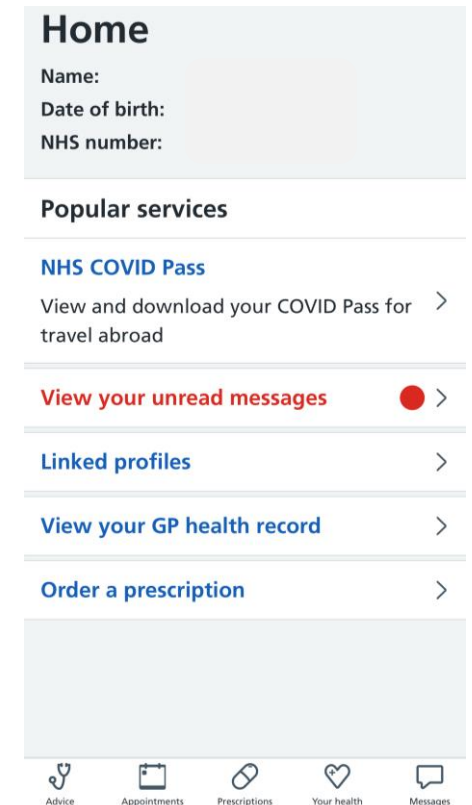 Home
Name:
Date of birth:
NHS number:
Popular services
NHS COVID Pass
View and download your COVID Pass for
travel abroad
View your unread messages
Linked profiles
View your GP health record
Order a prescription
Advice Appointments Prescriptions Your health Messages